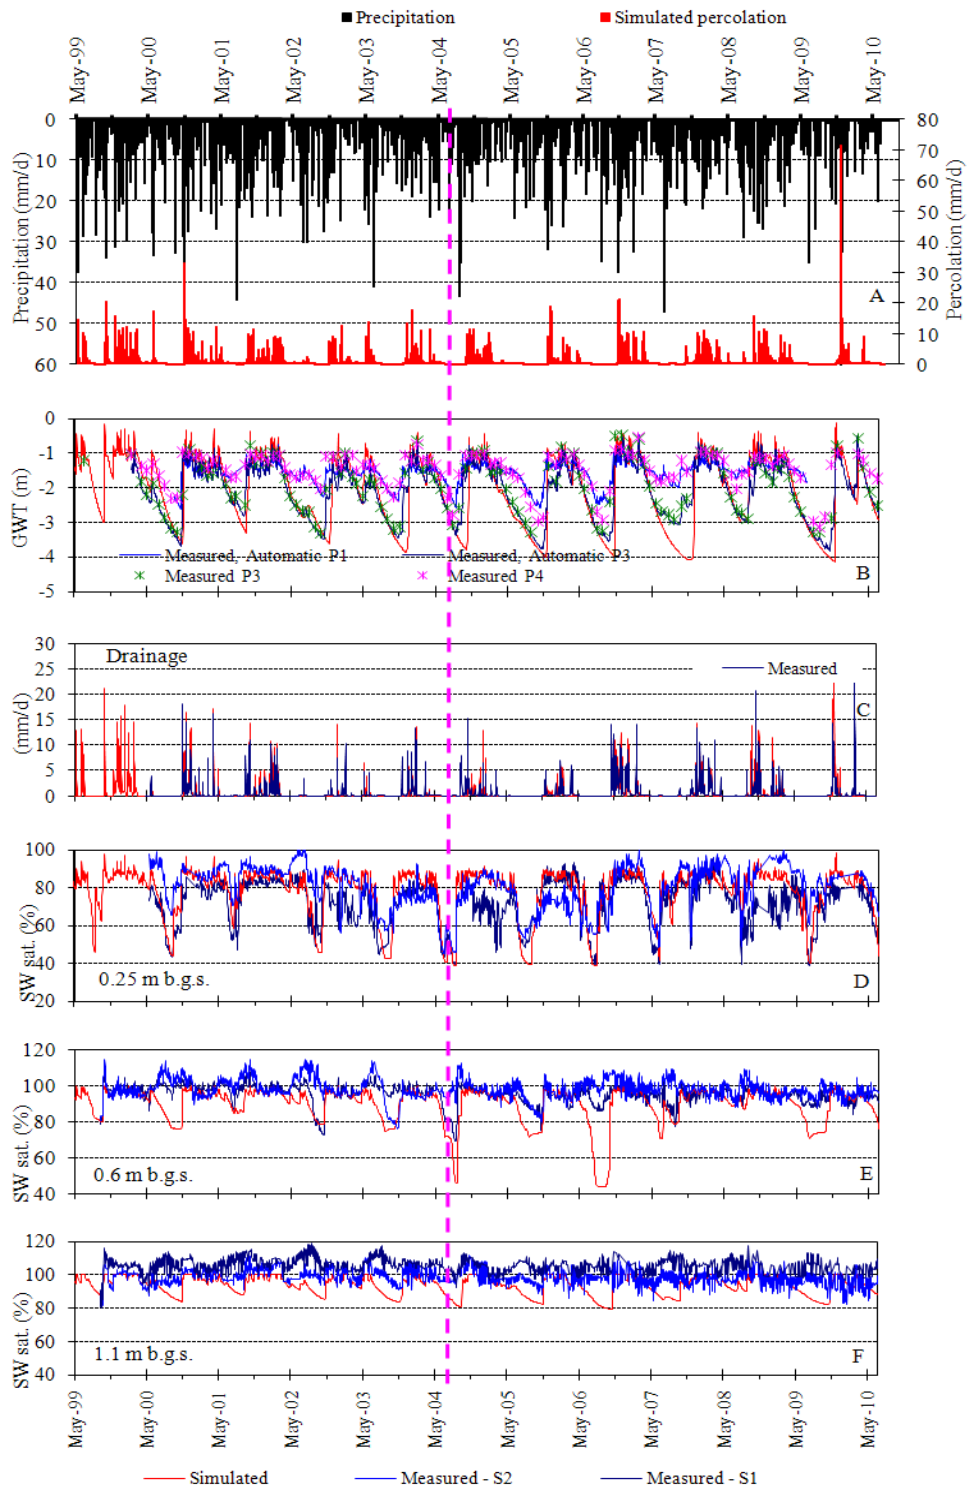 Precipitation Simulated percolation
May-99 May-00 May-01 May-02 May-03 May-04 May-05 May-06 May-07 May-08 May-09 May-10
Precipitation (mm/d)
0
10
20
30
40
50
60
80
70
60
50
40
30
20
10
0
Percolation (mm/d)
A
GWT (m)
0
-1
-2
-3
-4
-5
Measured, Automatic P1 Measured, Automatic P3
Measured P3 Measured P4
B
(mm/d)
30
25
20
15
10
5
0
Drainage
Measured
C
SW sat. (%)
100
80
60
40
20
0.25 m b.g.s.
D
SW sat. (%)
120
100
80
60
40
0.6 m b.g.s.
E
SW sat. (%)
120
100
80
60
40
1.1 m b.g.s.
F
May-99 May-00 May-01 May-02 May-03 May-04 May-05 May-06 May-07 May-08 May-09 May-10
Simulated Measured - S2 Measured - S1